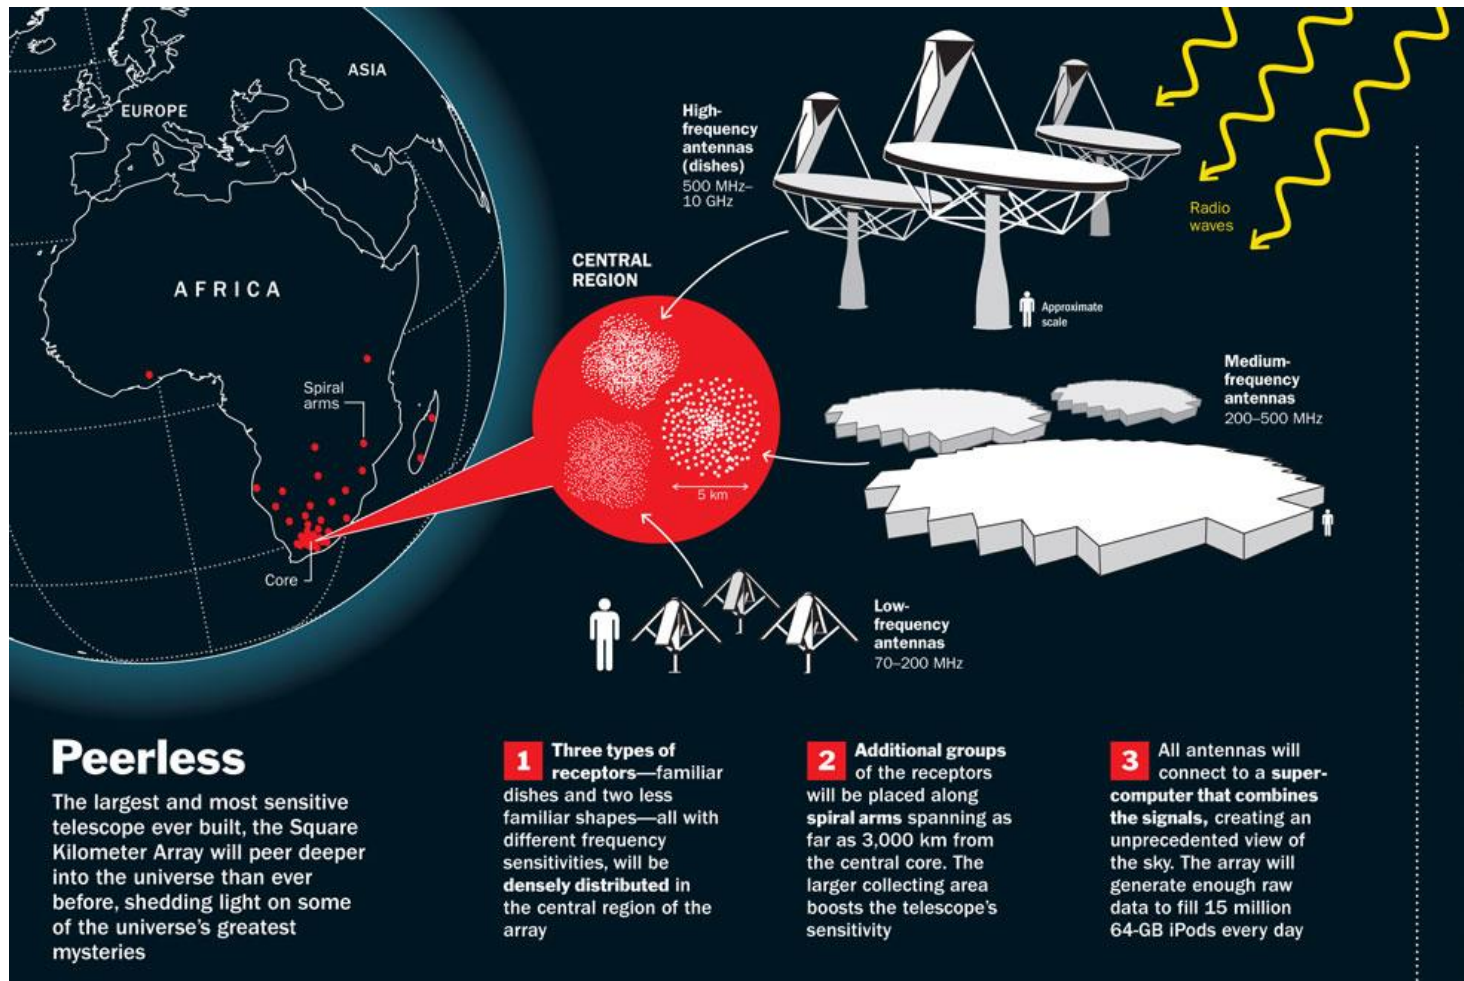 ASIA
EUROPE
AFRICA
Spiral
arms
Core
CENTRAL
REGION
5 km
High-
frequency
antennas
(dishes)
500 MHz–
10 GHz
Radio
waves
Approximate
scale
Medium-
frequency
antennas
200–500 MHz
Low-
frequency
antennas
70–200 MHz
Peerless
The largest and most sensitive
telescope ever built, the Square
Kilometer Array will peer deeper
into the universe than ever
before, shedding light on some
of the universe’s greatest
mysteries
1 Three types of
receptors—familiar
dishes and two less
familiar shapes—all with
different frequency
sensitivities, will be
densely distributed in
the central region of the
array
2 Additional groups
of the receptors
will be placed along
spiral arms spanning as
far as 3,000 km from
the central core. The
larger collecting area
boosts the telescope’s
sensitivity
3 All antennas will
connect to a super-
computer that combines
the signals, creating an
unprecedented view of
the sky. The array will
generate enough raw
data to fill 15 million
64-GB iPods every day